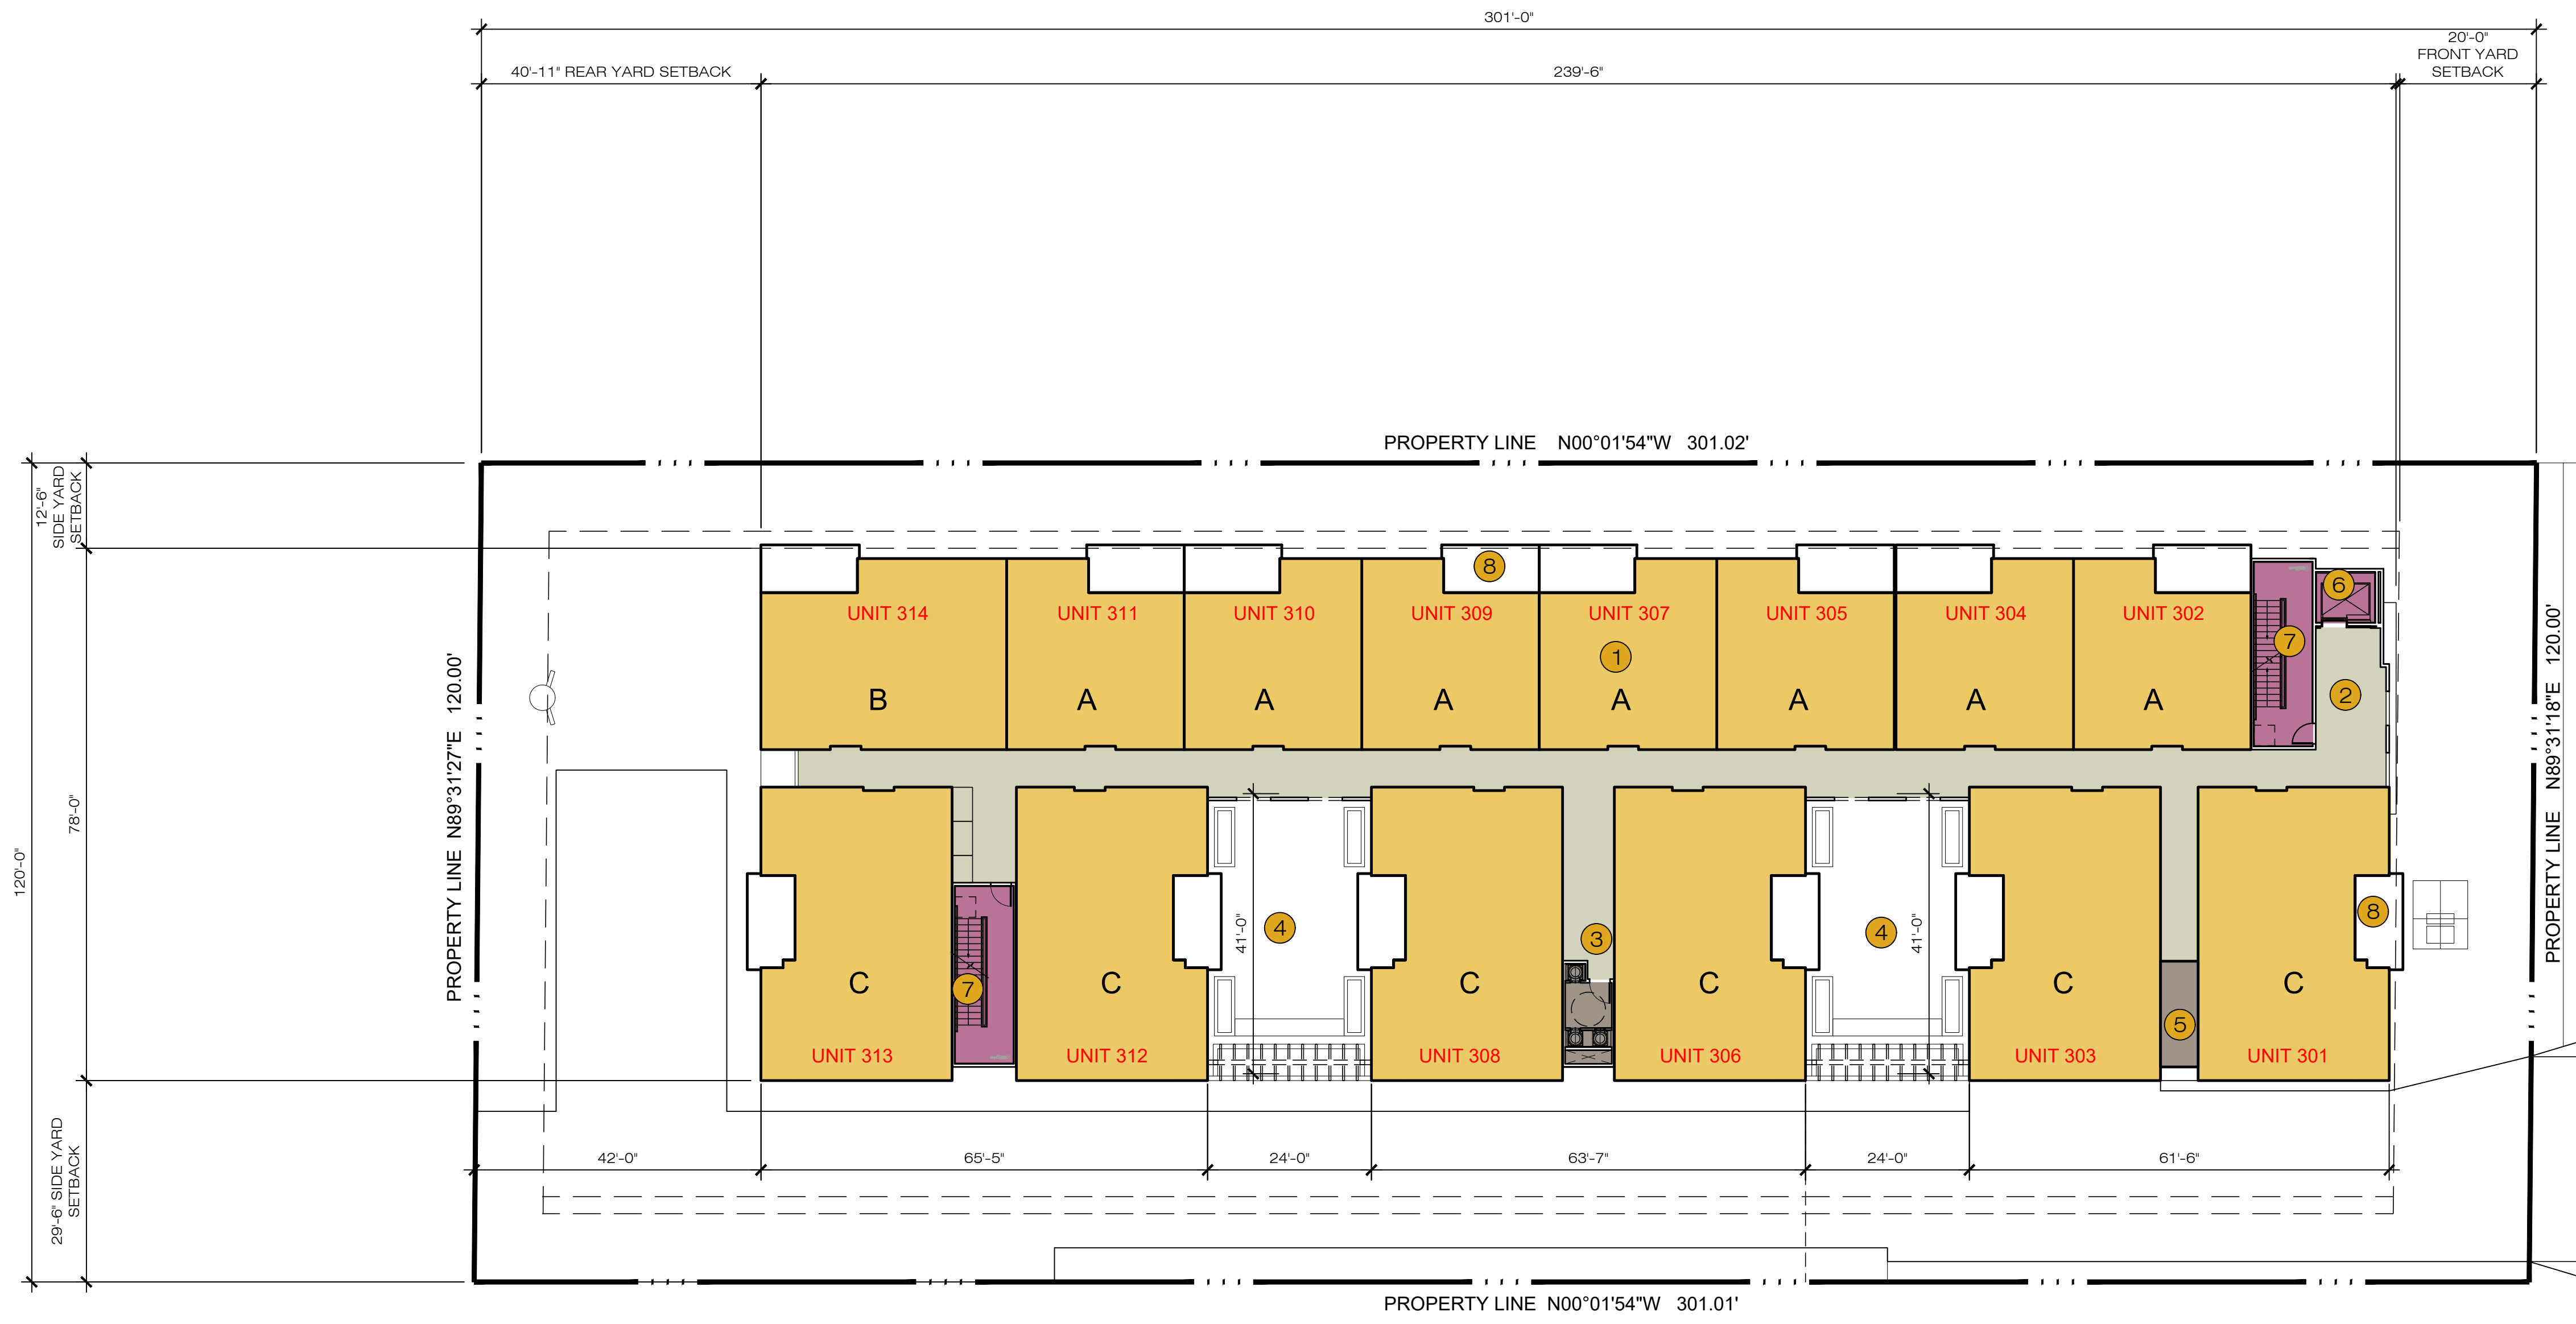 301'-0"
40'-11" REAR YARD SETBACK
239'-6"
20'-0"
FRONT YARD
SETBACK
PROPERTY LINE N00°01'54"W 301.02'
12'-6"
SIDE YARD
SETBACK
78'-0"
120'-0"
29'-6" SIDE YARD
SETBACK
PROPERTY LINE N89°31'27"E 120.00'
PROPERTY LINE N89°31'18"E 120.00'
8
6
UNIT 314
UNIT 311
UNIT 310
UNIT 309
UNIT 307
UNIT 305
UNIT 304
UNIT 302
7
1
2
B
A
A
A
A
A
A
A
8
4
41'-0"
3
4
41'-0"
C
7
C
C
C
C
C
5
UNIT 313
UNIT 312
UNIT 308
UNIT 306
UNIT 303
UNIT 301
42'-0"
65'-5"
24'-0"
63'-7"
24'-0"
61'-6"
PROPERTY LINE N00°01'54"W 301.01'